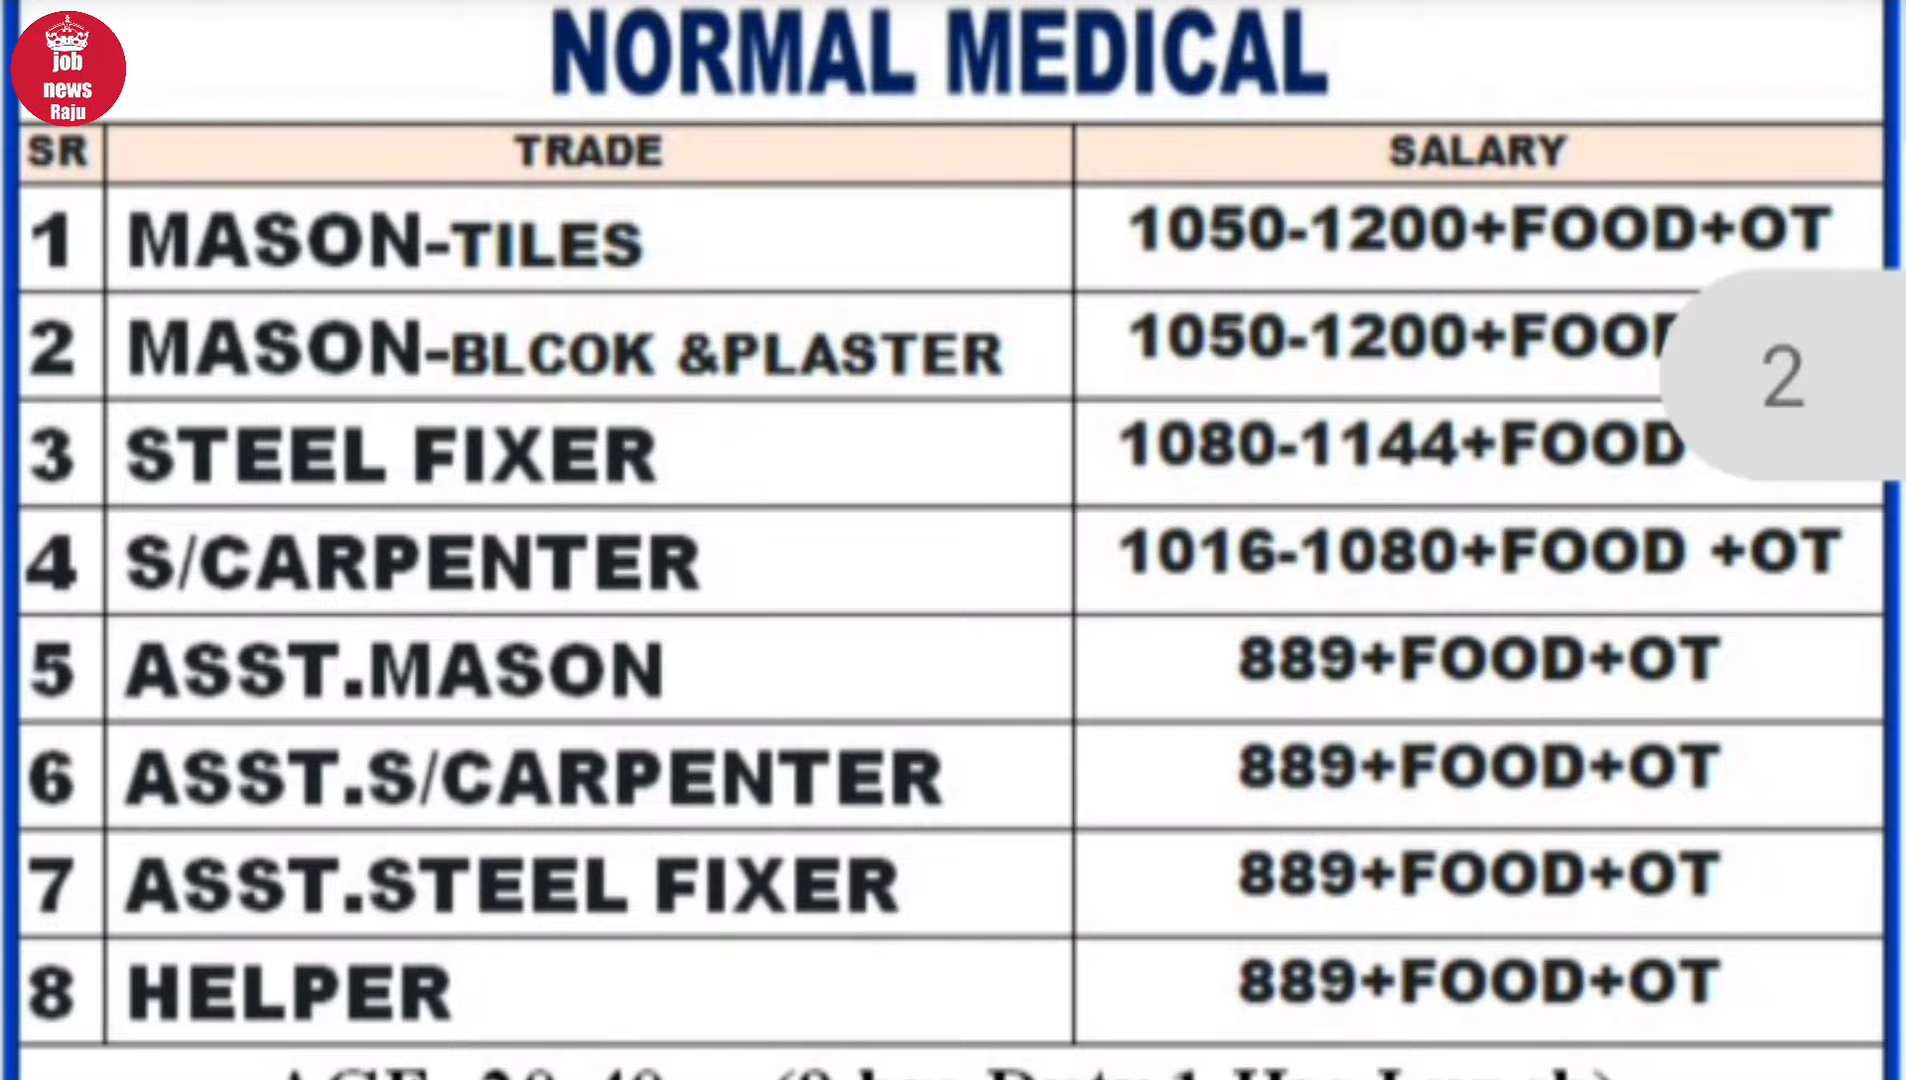 job
news
Raju
NORMAL MEDICAL
SR TRADE SALARY
1 MASON-TILES 1050-1200+FOOD+OT
2 MASON-BLCOK &PLASTER 1050-1200+FOO
2
3 STEEL FIXER 1080-1144+FOOD
4 S/CARPENTER 1016-1080+FOOD +OT
5 ASST.MASON 889+FOOD+OT
6 ASST.S/CARPENTER 889+FOOD+OT
7 ASST.STEEL FIXER 889+FOOD+OT
8 HELPER 889+FOOD+OT